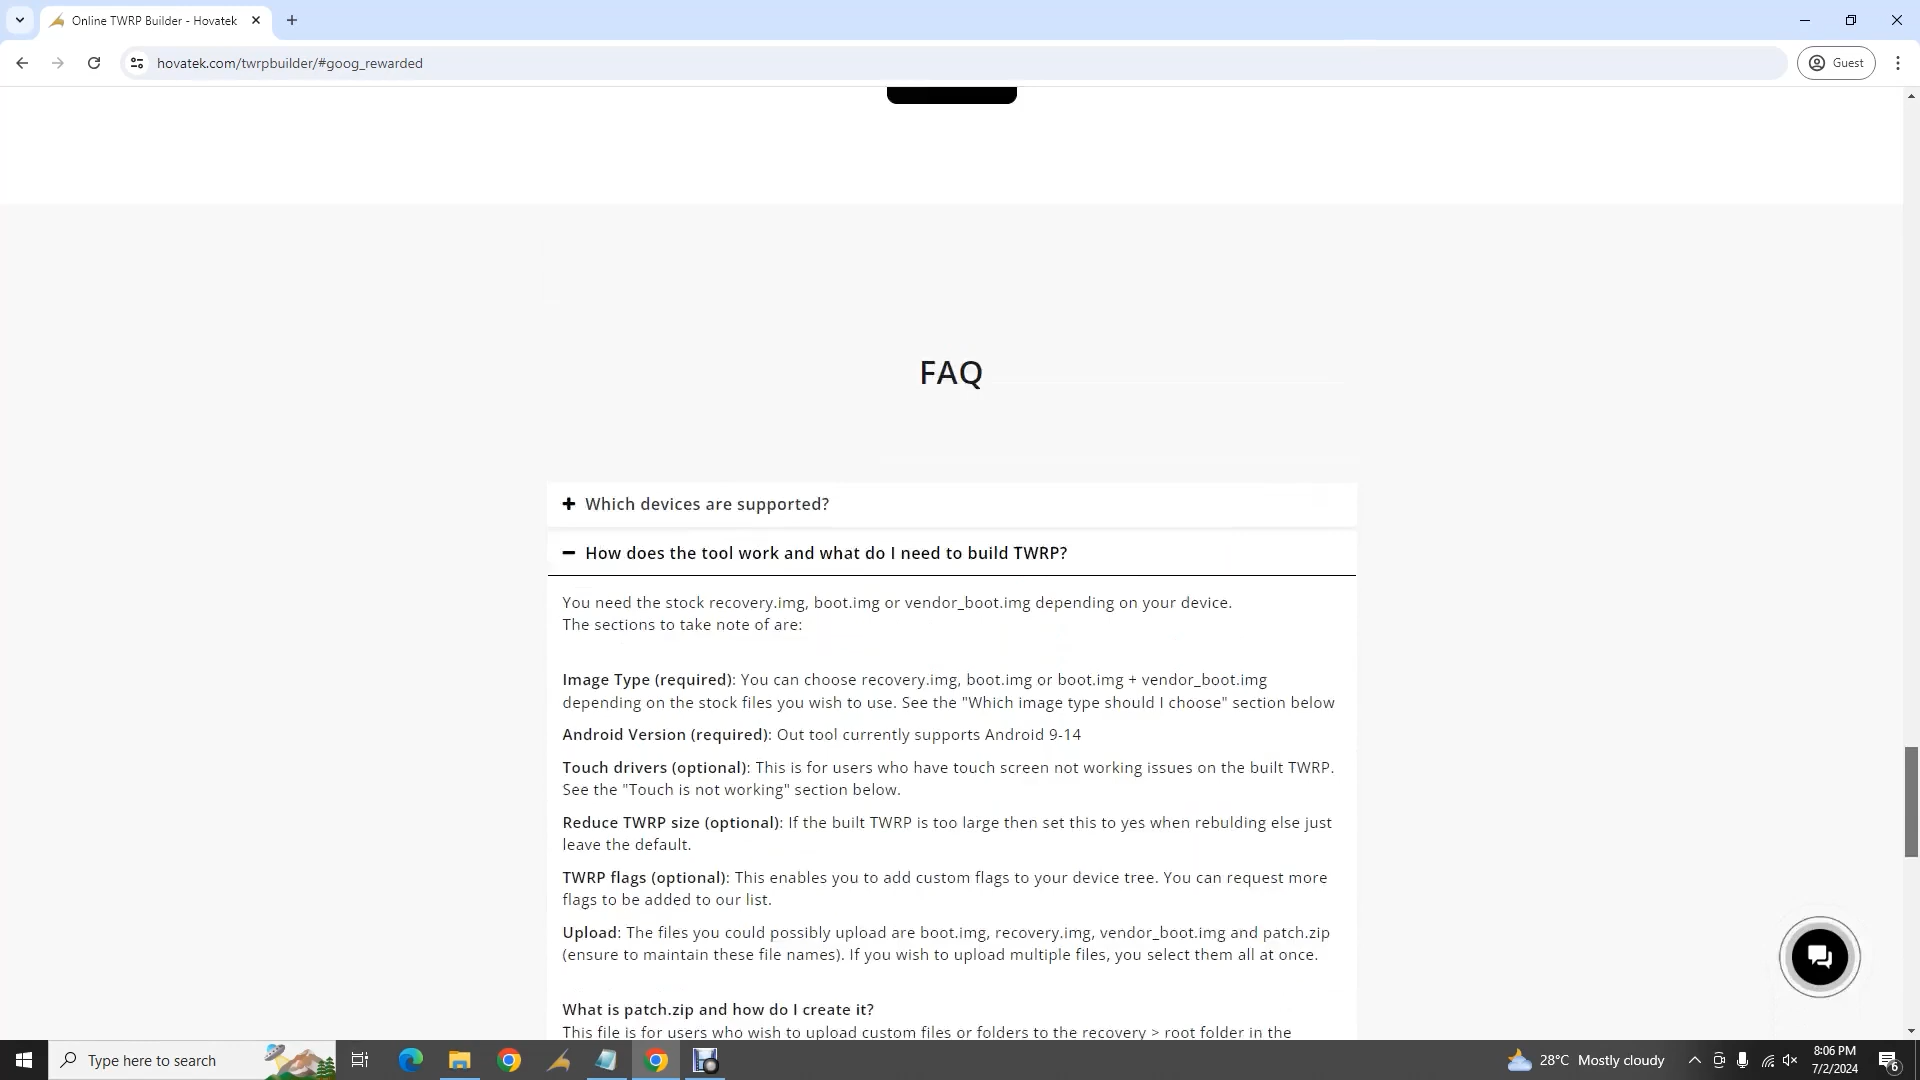 Online TWRP Builder - Hovatek
hovatek.com/twrpbuilder/#goog_rewarded
Guest
FAQ
Which devices are supported?
How does the tool work and what do I need to build TWRP?
You need the stock recovery.img, boot.img or vendor_boot.img depending on your device.
The sections to take note of are:
Image Type (required): You can choose recovery.img, boot.img or boot.img + vendor_boot.img
depending on the stock files you wish to use. See the "Which image type should I choose" section below
Android Version (required): Out tool currently supports Android 9-14
Touch drivers (optional): This is for users who have touch screen not working issues on the built TWRP.
See the "Touch is not working" section below.
Reduce TWRP size (optional): If the built TWRP is too large then set this to yes when rebulding else just
leave the default.
TWRP flags (optional): This enables you to add custom flags to your device tree. You can request more
flags to be added to our list.
Upload: The files you could possibly upload are boot.img, recovery.img, vendor_boot.img and patch.zip
(ensure to maintain these file names). If you wish to upload multiple files, you select them all at once.
What is patch.zip and how do I create it?
This file is for users who wish to upload custom files or folders to the recovery > root folder in the
Type here to search
28°C Mostly cloudy
8:06 PM
7/2/2024
6